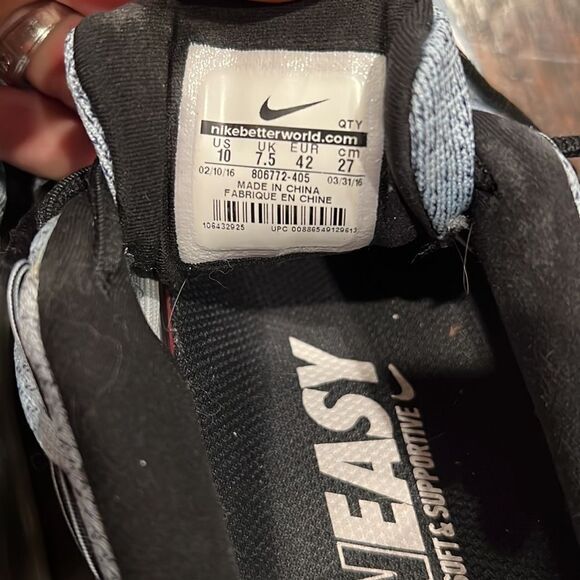 QTY
nikebetterworld.com
US UK EUR cm
10 7.5 42 27
02/10/16 806772-405 03/31/16
MADE IN CHINA
FABRIQUE EN CHINE
106432925 UPC 00886549129613
EASY
SOFT & SUPPORTIVE